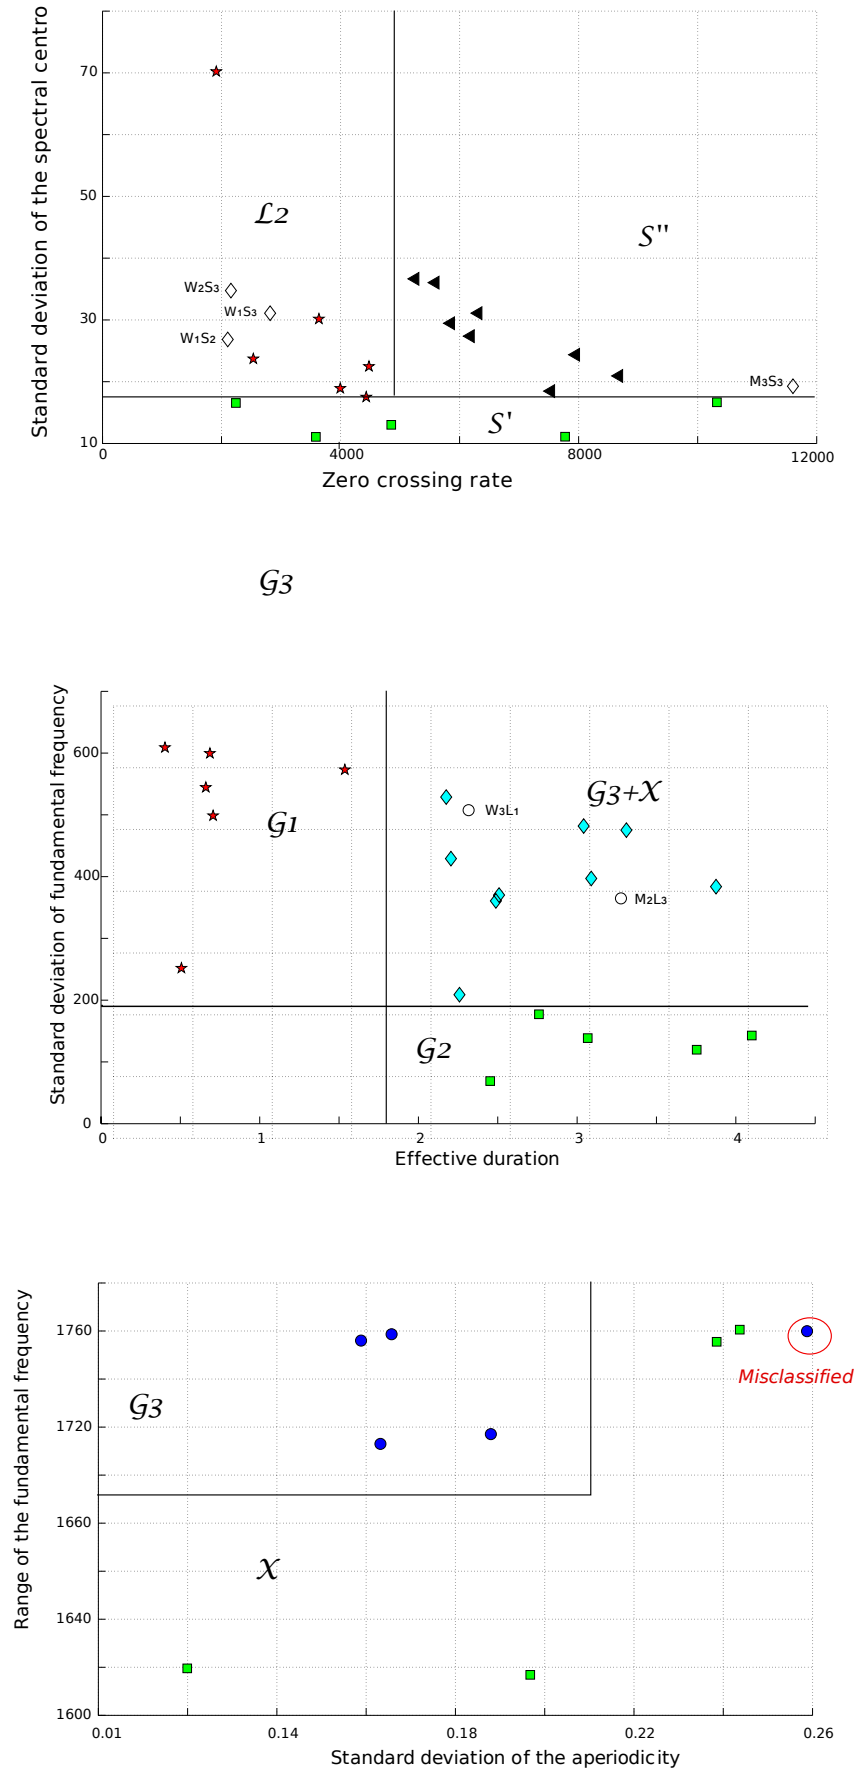 Standard deviation of the spectral centro
70
50
30
10
ℒ2
S''
W2S3
W1S3
W1S2
M3S3
S'
0
4000
8000
12000
Zero crossing rate
G3
Standard deviation of fundamental frequency
600
400
200
0
G1
G3+X
W3L1
M2L3
G2
0
1
2
3
4
Effective duration
Range of the fundamental frequency
1760
1720
1660
1640
1600
G3
Misclassified
X
0.01
0.14
0.18
0.22
0.26
Standard deviation of the aperiodicity